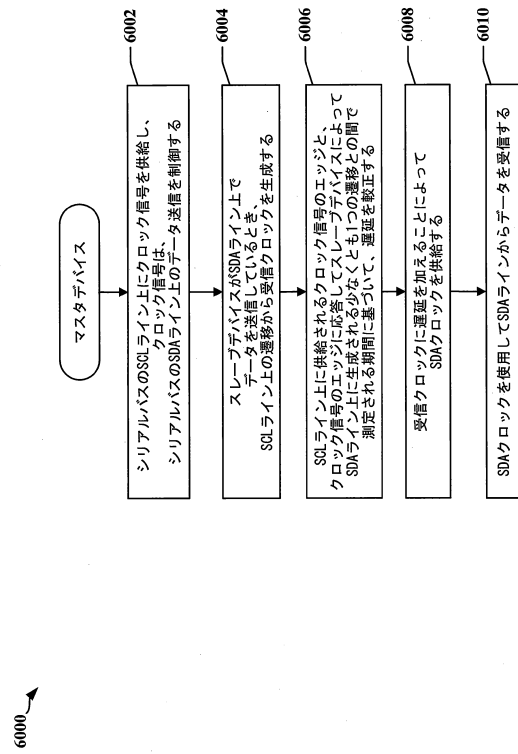 6000
マスタデバイス
6002
シリアルバスのSCLライン上にクロック信号を供給し、
クロック信号は、
シリアルバスのSDAライン上のデータ送信を制御する
6004
スレーブデバイスがSDAライン上で
データを送信しているとき、
SCLライン上の遷移から受信クロックを生成する
6006
SCLライン上に供給されるクロック信号のエッジと、
クロック信号のエッジに応答してスレーブデバイスによって
SDAライン上に生成される少なくとも1つの遷移との間で
測定される期間に基づいて、遅延を較正する
6008
受信クロックに遅延を加えることによって
SDAクロックを供給する
6010
SDAクロックを使用してSDAラインからデータを受信する